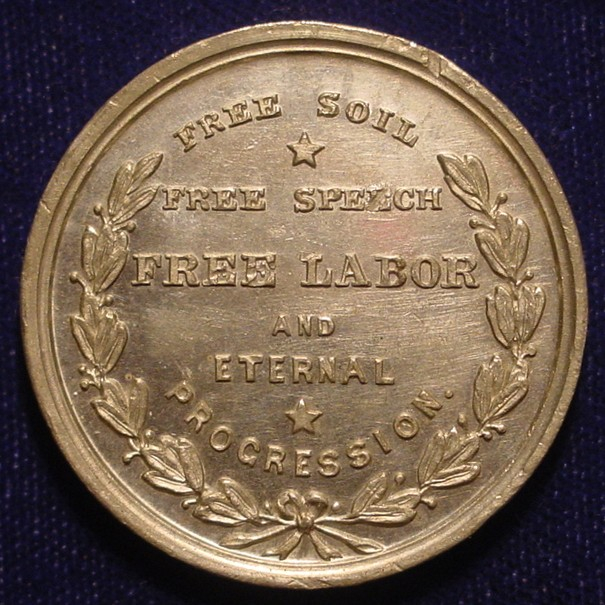 FREE SOIL
FREE SPEECH
FREE LABOR
AND
ETERNAL
PROGRESSION.